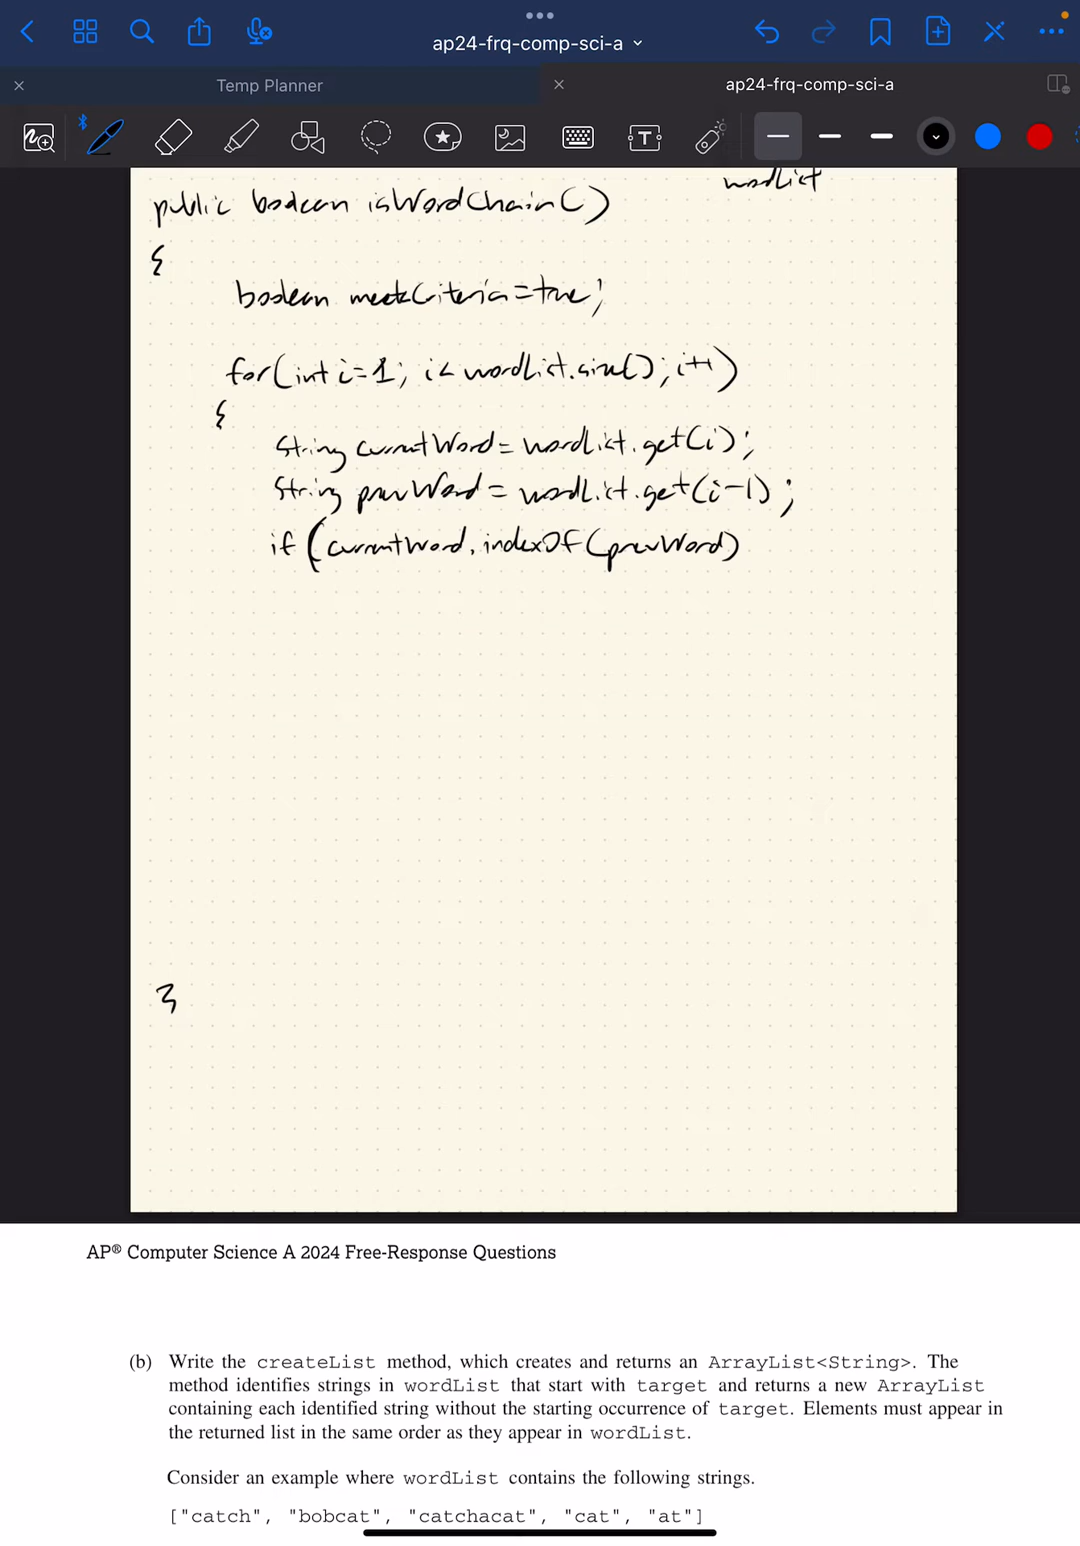 ap24-frq-comp-sci-a
Temp Planner
ap24-frq-comp-sci-a
T
wordList
public boolean isWordChain()
{
boolean meetsCriteria=true;
for(int i=1; i< wordList.size(); i++)
{
String currentWord = wordList.get(i);
String prevWord = wordList.get(i-1);
if (currentWord.indexOf(prevWord)
}
AP® Computer Science A 2024 Free-Response Questions
(b) Write the createList method, which creates and returns an ArrayList<String>. The
method identifies strings in wordList that start with target and returns a new ArrayList
containing each identified string without the starting occurrence of target. Elements must appear in
the returned list in the same order as they appear in wordList.
Consider an example where wordList contains the following strings.
["catch", "bobcat", "catchacat", "cat", "at"]